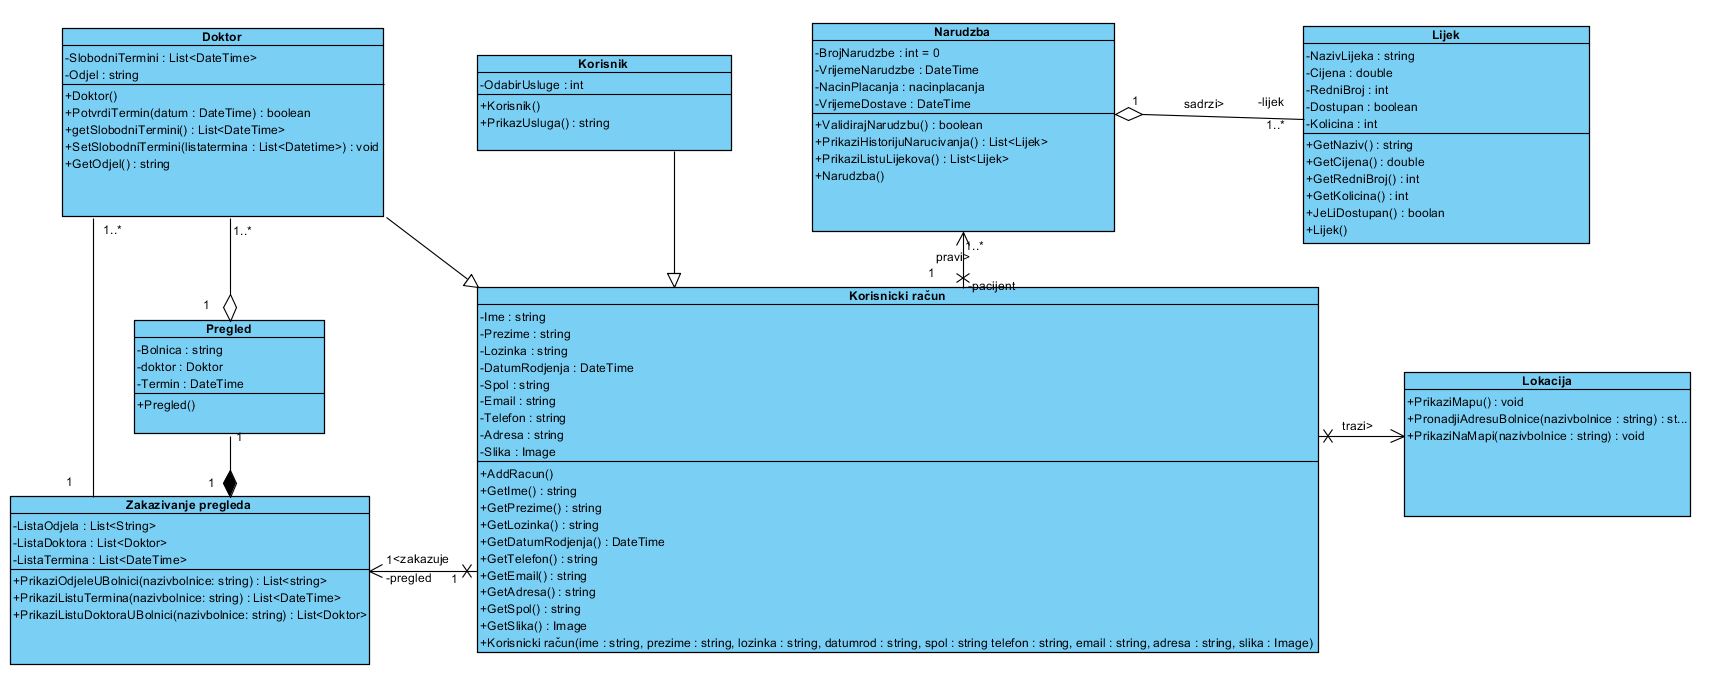 Doktor
-SlobodniTermini : List<DateTime>
-Odjel : string
+Doktor()
+PotvrdiTermin(datum : DateTime) : boolean
+getSlobodniTermini() : List<DateTime>
+SetSlobodniTermini(listatermina : List<Datetime>) : void
+GetOdjel() : string
Korisnik
-OdabirUsluge : int
+Korisnik()
+PrikazUsluga() : string
Narudzba
-BrojNarudzbe : int = 0
-VrijemeNarudzbe : DateTime
-NacinPlacanja : nacinplacanja
-VrijemeDostave : DateTime
+ValidirajNarudzbu() : boolean
+PrikaziHistorijuNarucivanja() : List<Lijek>
+PrikaziListuLijekova() : List<Lijek>
+Narudzba()
1
sadrzi>
-lijek
1..*
Lijek
-NazivLijeka : string
-Cijena : double
-RedniBroj : int
-Dostupan : boolean
-Kolicina : int
+GetNaziv() : string
+GetCijena() : double
+GetRedniBroj() : int
+GetKolicina() : int
+JeLiDostupan() : boolan
+Lijek()
1..*
1..*
1
1..*
pravi>
1
-pacijent
Pregled
-Bolnica : string
-doktor : Doktor
-Termin : DateTime
+Pregled()
1
1
1
Zakazivanje pregleda
-ListaOdjela : List<String>
-ListaDoktora : List<Doktor>
-ListaTermina : List<DateTime>
+PrikaziOdjeleUBolnici(nazivbolnice: string) : List<string>
+PrikaziListuTermina(nazivbolnice: string) : List<DateTime>
+PrikaziListuDoktoraUBolnici(nazivbolnice: string) : List<Doktor>
1
<zakazuje
-pregled
1
Korisnicki račun
-Ime : string
-Prezime : string
-Lozinka : string
-DatumRodjenja : DateTime
-Spol : string
-Email : string
-Telefon : string
-Adresa : string
-Slika : Image
+AddRacun()
+GetIme() : string
+GetPrezime() : string
+GetLozinka() : string
+GetDatumRodjenja() : DateTime
+GetTelefon() : string
+GetEmail() : string
+GetAdresa() : string
+GetSpol() : string
+GetSlika() : Image
+Korisnicki račun(ime : string, prezime : string, lozinka : string, datumrod : string, spol : string telefon : string, email : string, adresa : string, slika : Image)
trazi>
Lokacija
+PrikaziMapu() : void
+PronadjiAdresuBolnice(nazivbolnice : string) : st...
+PrikaziNaMapi(nazivbolnice : string) : void